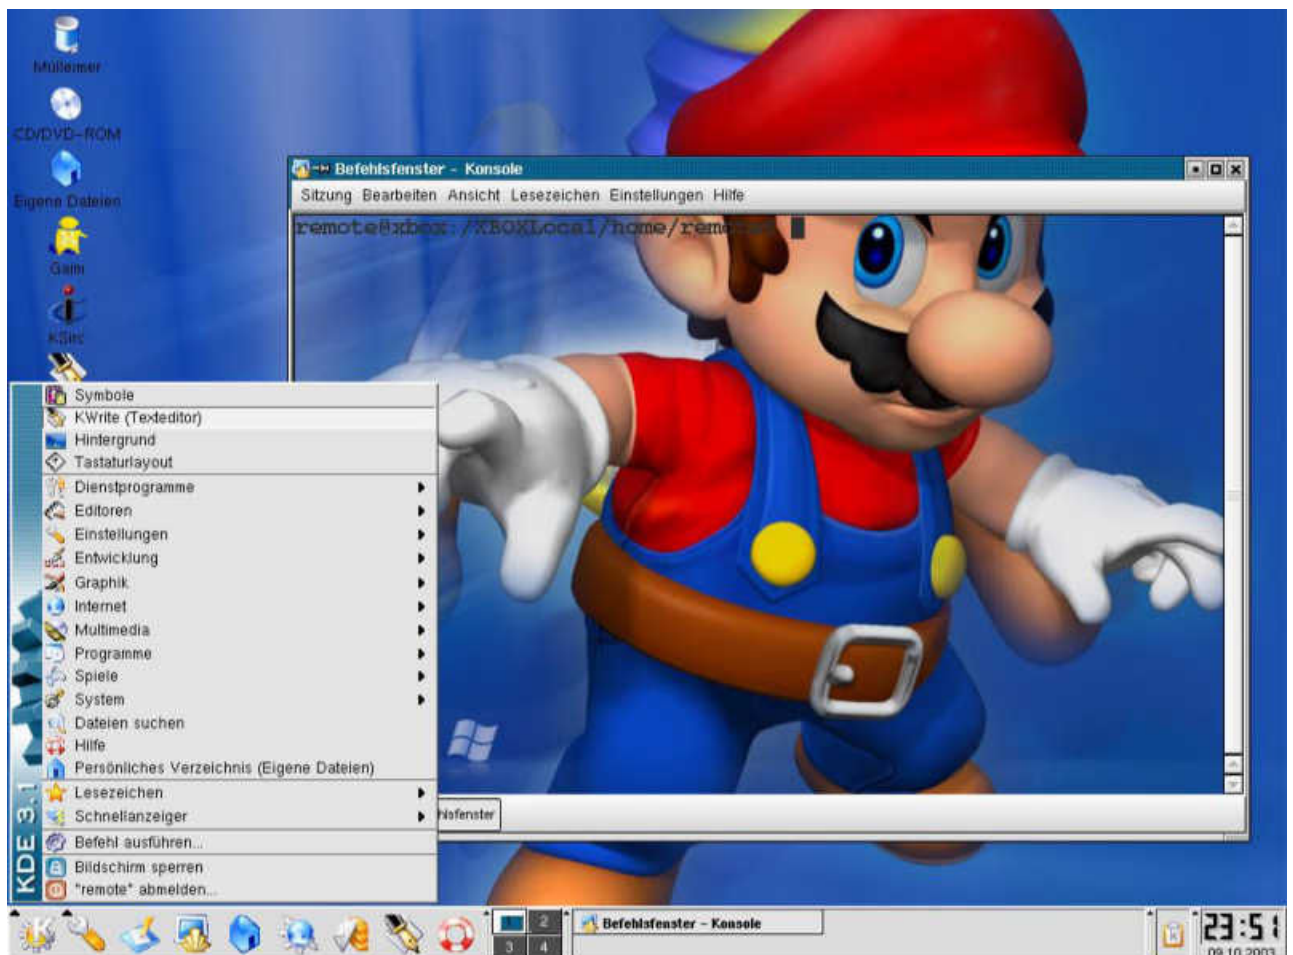 Mülleimer
CD/DVD-ROM
Eigene Dateien
Gaim
KSirc
Befehlsfenster - Konsole
Sitzung Bearbeiten Ansicht Lesezeichen Einstellungen Hilfe
remote@xbox:/XBOXLocal/home/remote>
Symbole
KWrite (Texteditor)
Hintergrund
Tastaturlayout
Dienstprogramme
Editoren
Einstellungen
Entwicklung
Graphik
Internet
Multimedia
Programme
Spiele
System
Dateien suchen
Hilfe
Persönliches Verzeichnis (Eigene Dateien)
Lesezeichen
Schnellanzeiger
Befehl ausführen...
Bildschirm sperren
"remote" abmelden...
KDE 3.1
hlsfenster
1 2
3 4
Befehlsfenster - Konsole
23:51
09.10.2003